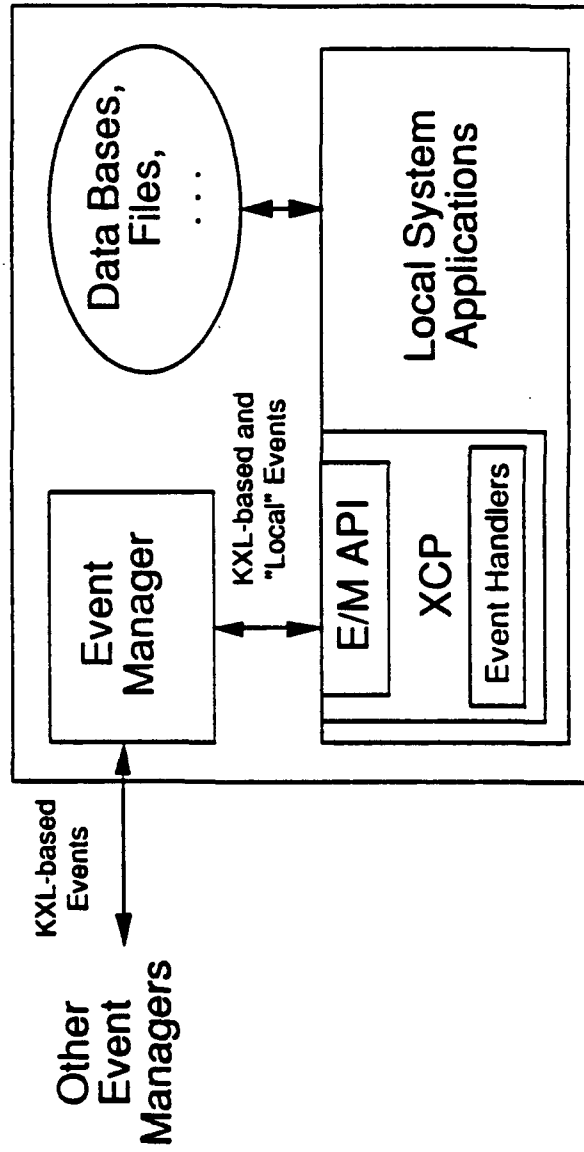 Other
Event
Managers
KXL-based
Events
Event
Manager
Data Bases,
Files,
. . .
KXL-based and
"Local" Events
E/M API
XCP
Event Handlers
Local System
Applications